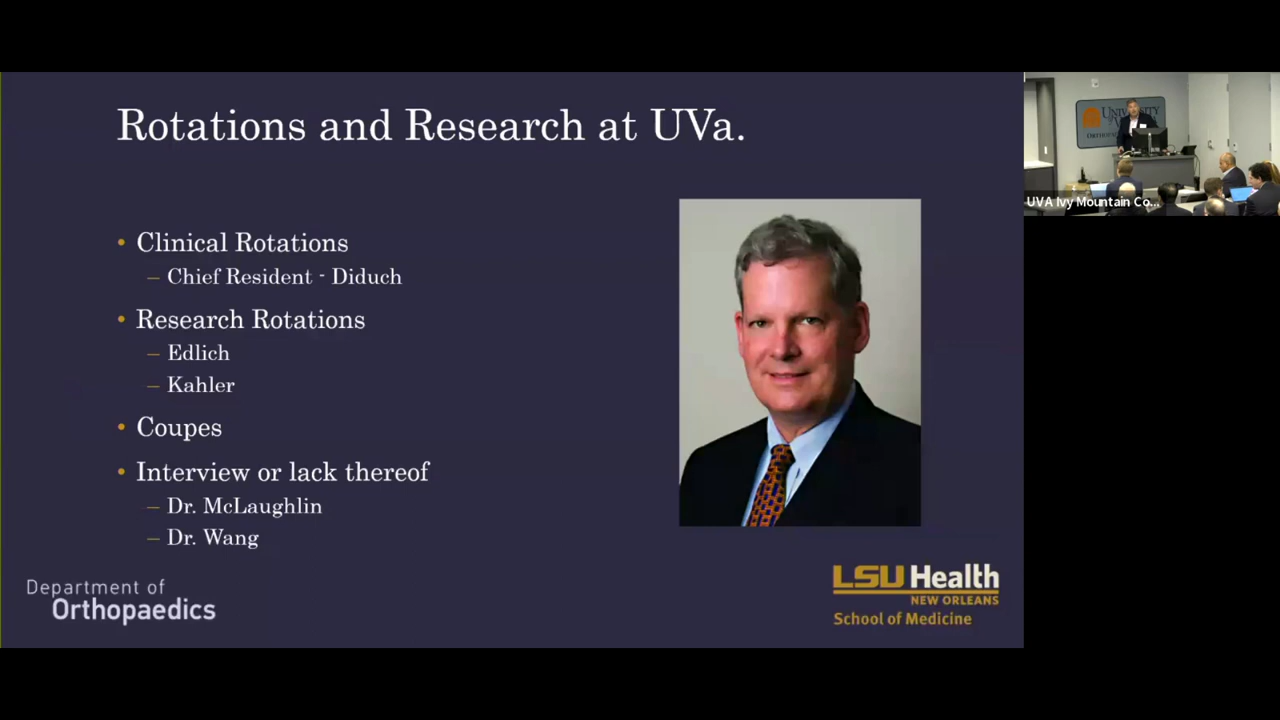 Rotations and Research at UVa.
• Clinical Rotations
– Chief Resident - Diduch
• Research Rotations
– Edlich
– Kahler
• Coupes
• Interview or lack thereof
– Dr. McLaughlin
– Dr. Wang
Department of
Orthopaedics
LSU Health
NEW ORLEANS
School of Medicine
UNIVERSITY
UVA Ivy Mountain Co...